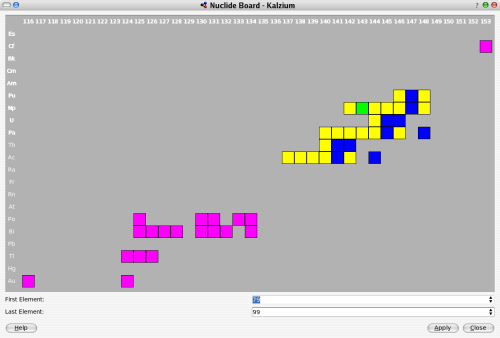 Nuclide Board - Kalzium
?
116 117 118 119 120 121 122 123 124 125 126 127 128 129 130 131 132 133 134 135 136 137 138 139 140 141 142 143 144 145 146 147 148 149 150 151 152 153
Es
Cf
Bk
Cm
Am
Pu
Np
U
Pa
Th
Ac
Ra
Fr
Rn
At
Po
Bi
Pb
Tl
Hg
Au
First Element: 79
Last Element: 99
Help Apply Close